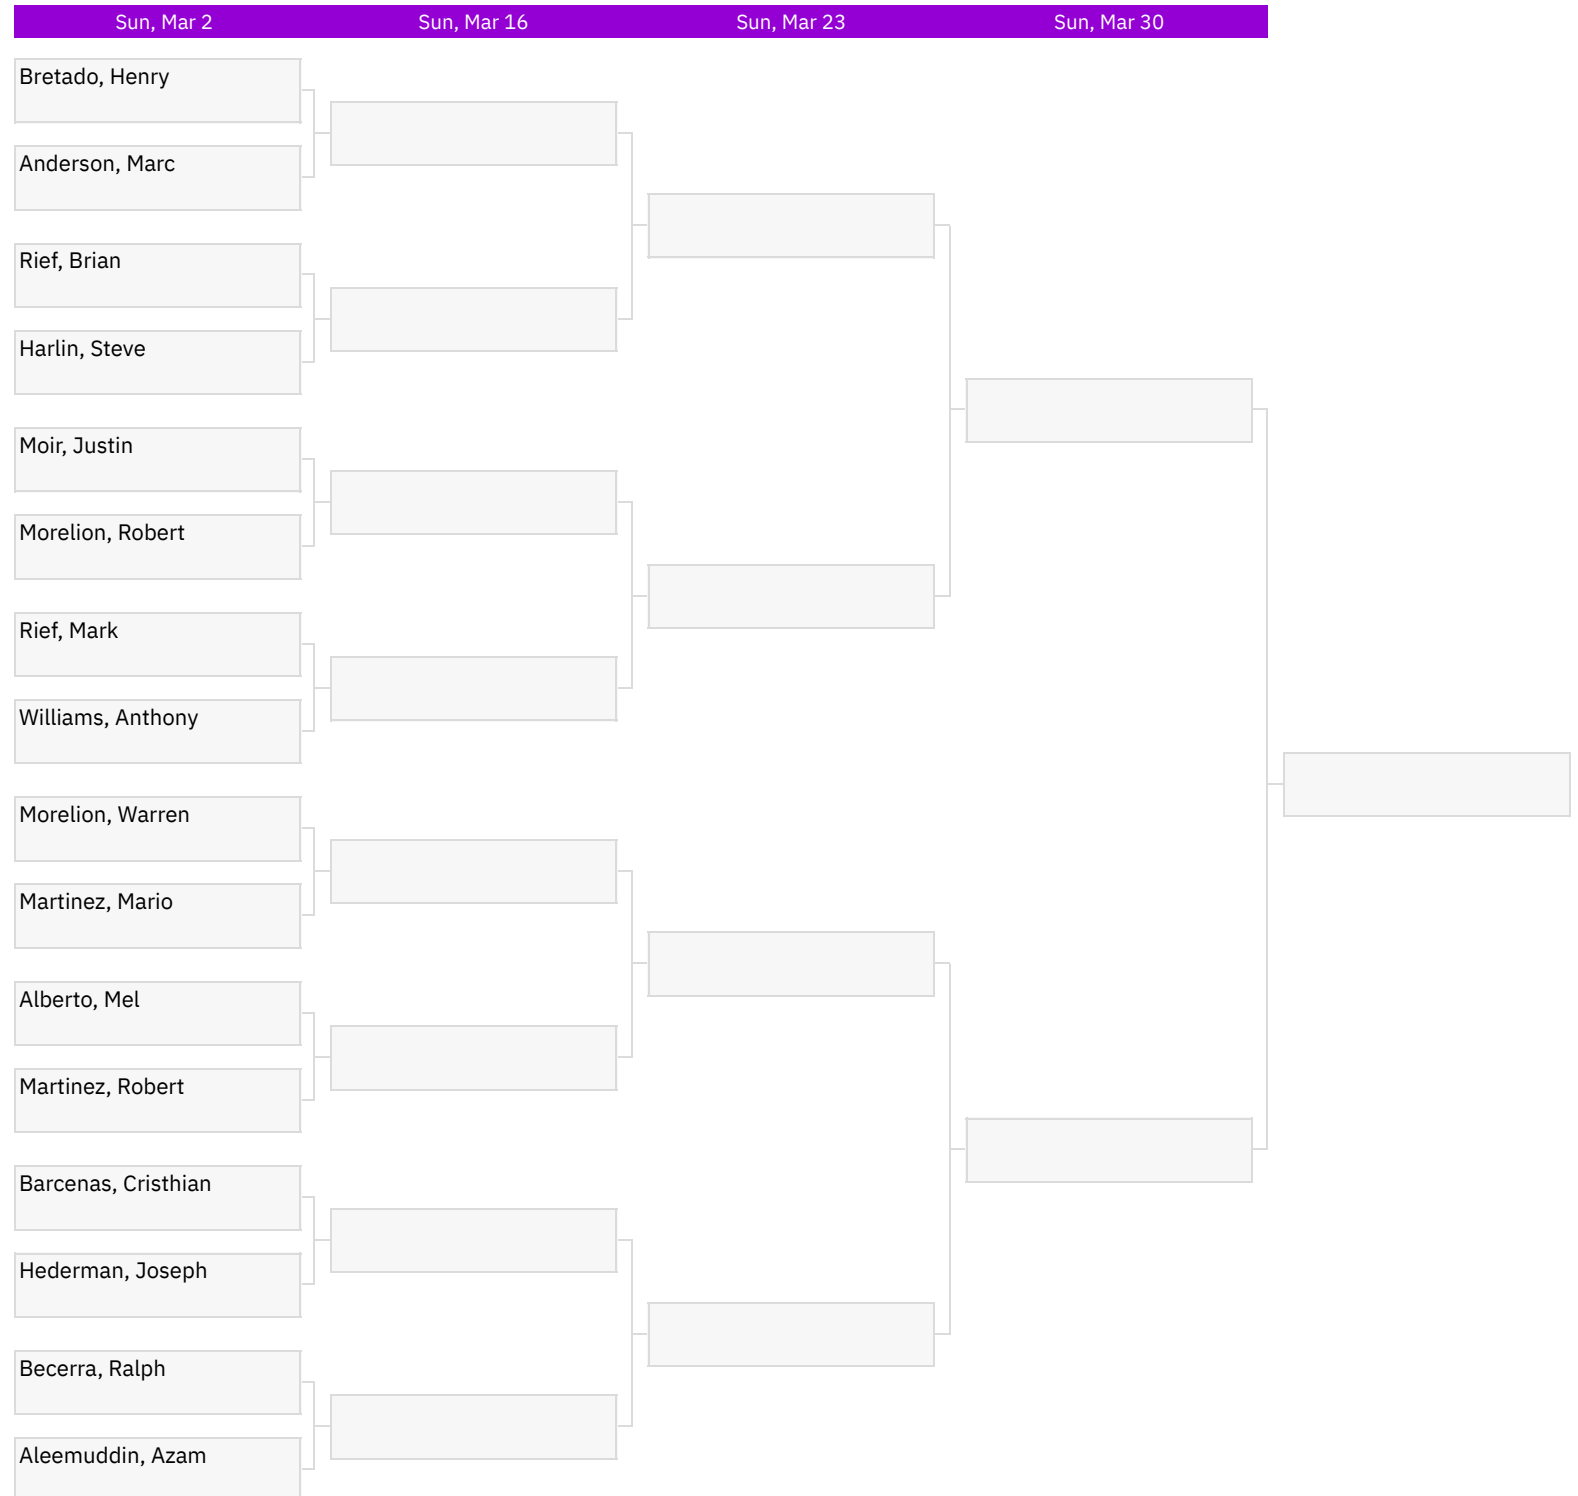 Sun, Mar 2 Sun, Mar 16 Sun, Mar 23 Sun, Mar 30
Bretado, Henry
Anderson, Marc
Rief, Brian
Harlin, Steve
Moir, Justin
Morelion, Robert
Rief, Mark
Williams, Anthony
Morelion, Warren
Martinez, Mario
Alberto, Mel
Martinez, Robert
Barcenas, Cristhian
Hederman, Joseph
Becerra, Ralph
Aleemuddin, Azam